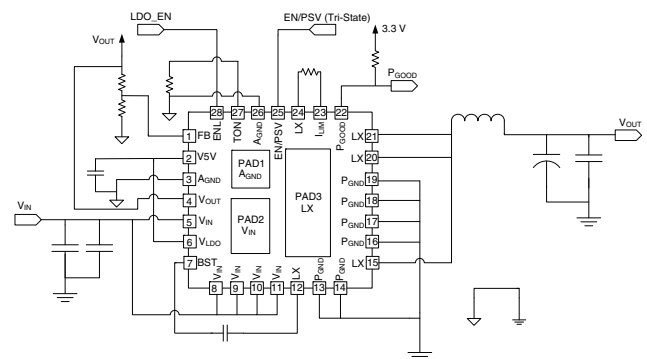 LDO_EN
EN/PSV (Tri-State)
3.3 V
VOUT
PGOOD
28 27 26 25 24 23 22
ENL TON AGND EN/PSV LX ILIM PGOOD
1 FB
2 V5V
3 AGND
4 VOUT
5 VIN
6 VLDO
7 BST
PAD1
AGND
PAD2
VIN
PAD3
LX
LX 21
LX 20
PGND 19
PGND 18
PGND 17
PGND 16
LX 15
VIN VIN VIN VIN LX PGND PGND
8 9 10 11 12 13 14
VIN
VOUT